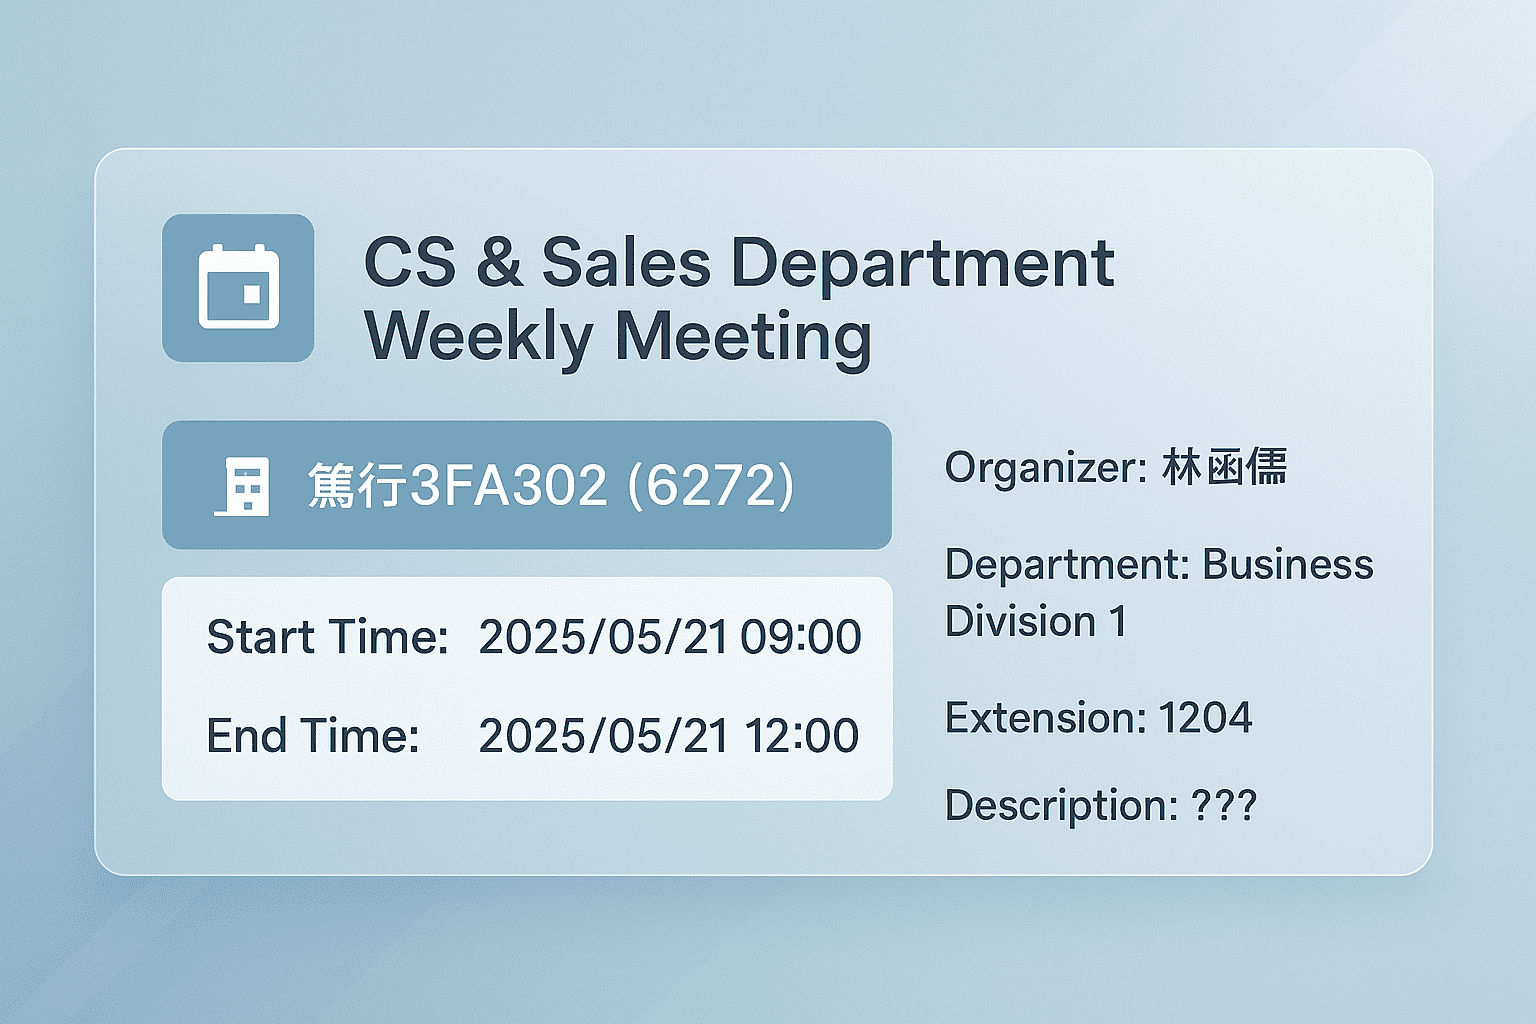 CS & Sales Department
Weekly Meeting
篤行3FA302 (6272)
Start Time: 2025/05/21 09:00
End Time: 2025/05/21 12:00
Organizer: 林函儒
Department: Business
Division 1
Extension: 1204
Description: ???